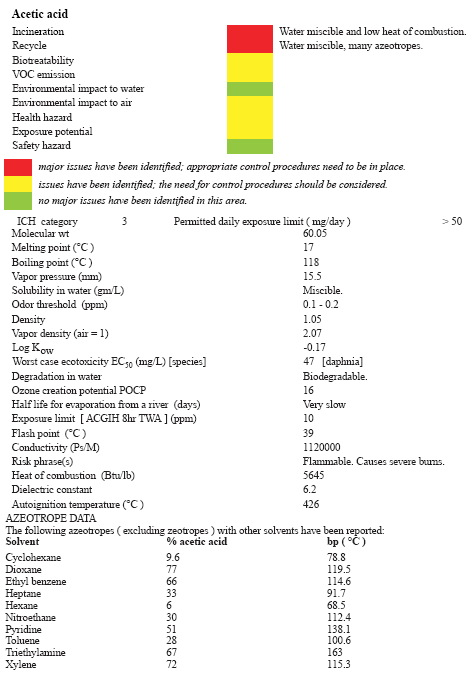 Acetic acid
Incineration Water miscible and low heat of combustion.
Recycle Water miscible, many azeotropes.
Biotreatability
VOC emission
Environmental impact to water
Environmental impact to air
Health hazard
Exposure potential
Safety hazard
major issues have been identified; appropriate control procedures need to be in place.
issues have been identified; the need for control procedures should be considered.
no major issues have been identified in this area.
ICH category 3 Permitted daily exposure limit ( mg/day ) > 50
Molecular wt 60.05
Melting point (°C ) 17
Boiling point (°C ) 118
Vapor pressure (mm) 15.5
Solubility in water (gm/L) Miscible.
Odor threshold (ppm) 0.1 - 0.2
Density 1.05
Vapor density (air = 1) 2.07
Log KOW -0.17
Worst case ecotoxicity EC50 (mg/L) [species] 47 [daphnia]
Degradation in water Biodegradable.
Ozone creation potential POCP 16
Half life for evaporation from a river (days) Very slow
Exposure limit [ ACGIH 8hr TWA ] (ppm) 10
Flash point (°C ) 39
Conductivity (Ps/M) 1120000
Risk phrase(s) Flammable. Causes severe burns.
Heat of combustion (Btu/lb) 5645
Dielectric constant 6.2
Autoignition temperature (°C ) 426
AZEOTROPE DATA
The following azeotropes ( excluding zeotropes ) with other solvents have been reported:
Solvent % acetic acid bp ( °C )
Cyclohexane 9.6 78.8
Dioxane 77 119.5
Ethyl benzene 66 114.6
Heptane 33 91.7
Hexane 6 68.5
Nitroethane 30 112.4
Pyridine 51 138.1
Toluene 28 100.6
Triethylamine 67 163
Xylene 72 115.3